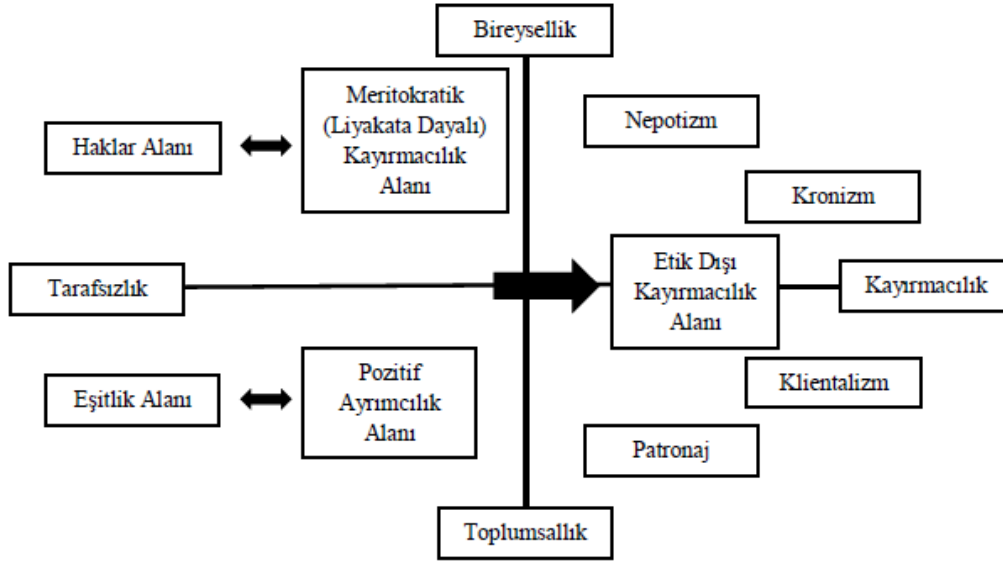 Bireysellik
Meritokratik
(Liyakata Dayalı)
Kayırmacılık
Alanı
Haklar Alanı
Nepotizm
Kronizm
Tarafsızlık
Etik Dışı
Kayırmacılık
Alanı
Kayırmacılık
Eşitlik Alanı
Pozitif
Ayrımcılık
Alanı
Klientalizm
Patronaj
Toplumsallık